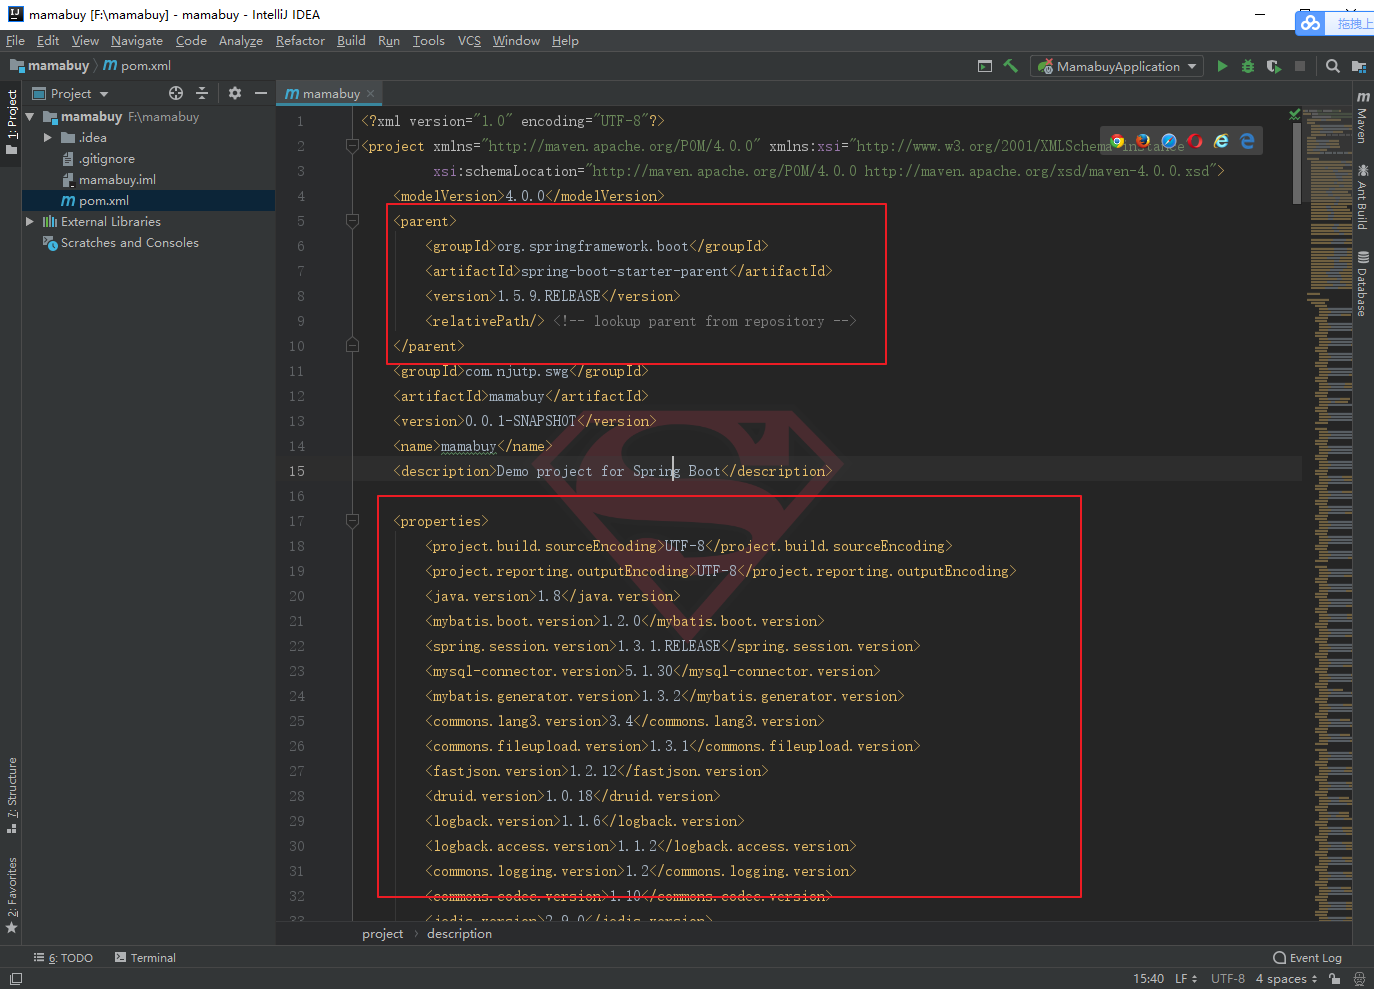 mamabuy [F:\mamabuy] - mamabuy - IntelliJ IDEA
拖拽上
File Edit View Navigate Code Analyze Refactor Build Run Tools VCS Window Help
mamabuy pom.xml
MamabuyApplication
1: Project
Project
mamabuy
mamabuy F:\mamabuy
.idea
.gitignore
mamabuy.iml
pom.xml
External Libraries
Scratches and Consoles
1 <?xml version="1.0" encoding="UTF-8"?>
2 <project xmlns="http://maven.apache.org/POM/4.0.0" xmlns:xsi="http://www.w3.org/2001/XMLSchema-instance"
3 xsi:schemaLocation="http://maven.apache.org/POM/4.0.0 http://maven.apache.org/xsd/maven-4.0.0.xsd">
4 <modelVersion>4.0.0</modelVersion>
5 <parent>
6 <groupId>org.springframework.boot</groupId>
7 <artifactId>spring-boot-starter-parent</artifactId>
8 <version>1.5.9.RELEASE</version>
9 <relativePath/> <!-- lookup parent from repository -->
10 </parent>
11 <groupId>com.njutp.swg</groupId>
12 <artifactId>mamabuy</artifactId>
13 <version>0.0.1-SNAPSHOT</version>
14 <name>mamabuy</name>
15 <description>Demo project for Spring Boot</description>
16
17 <properties>
18 <project.build.sourceEncoding>UTF-8</project.build.sourceEncoding>
19 <project.reporting.outputEncoding>UTF-8</project.reporting.outputEncoding>
20 <java.version>1.8</java.version>
21 <mybatis.boot.version>1.2.0</mybatis.boot.version>
22 <spring.session.version>1.3.1.RELEASE</spring.session.version>
23 <mysql-connector.version>5.1.30</mysql-connector.version>
24 <mybatis.generator.version>1.3.2</mybatis.generator.version>
25 <commons.lang3.version>3.4</commons.lang3.version>
26 <commons.fileupload.version>1.3.1</commons.fileupload.version>
27 <fastjson.version>1.2.12</fastjson.version>
28 <druid.version>1.0.18</druid.version>
29 <logback.version>1.1.6</logback.version>
30 <logback.access.version>1.1.2</logback.access.version>
31 <commons.logging.version>1.2</commons.logging.version>
32 <commons.codec.version>1.10</commons.codec.version>
33 <jedis.version>2.9.0</jedis.version>
Maven
Ant Build
Database
7: Structure
2: Favorites
project description
6: TODO Terminal Event Log
15:40 LF UTF-8 4 spaces